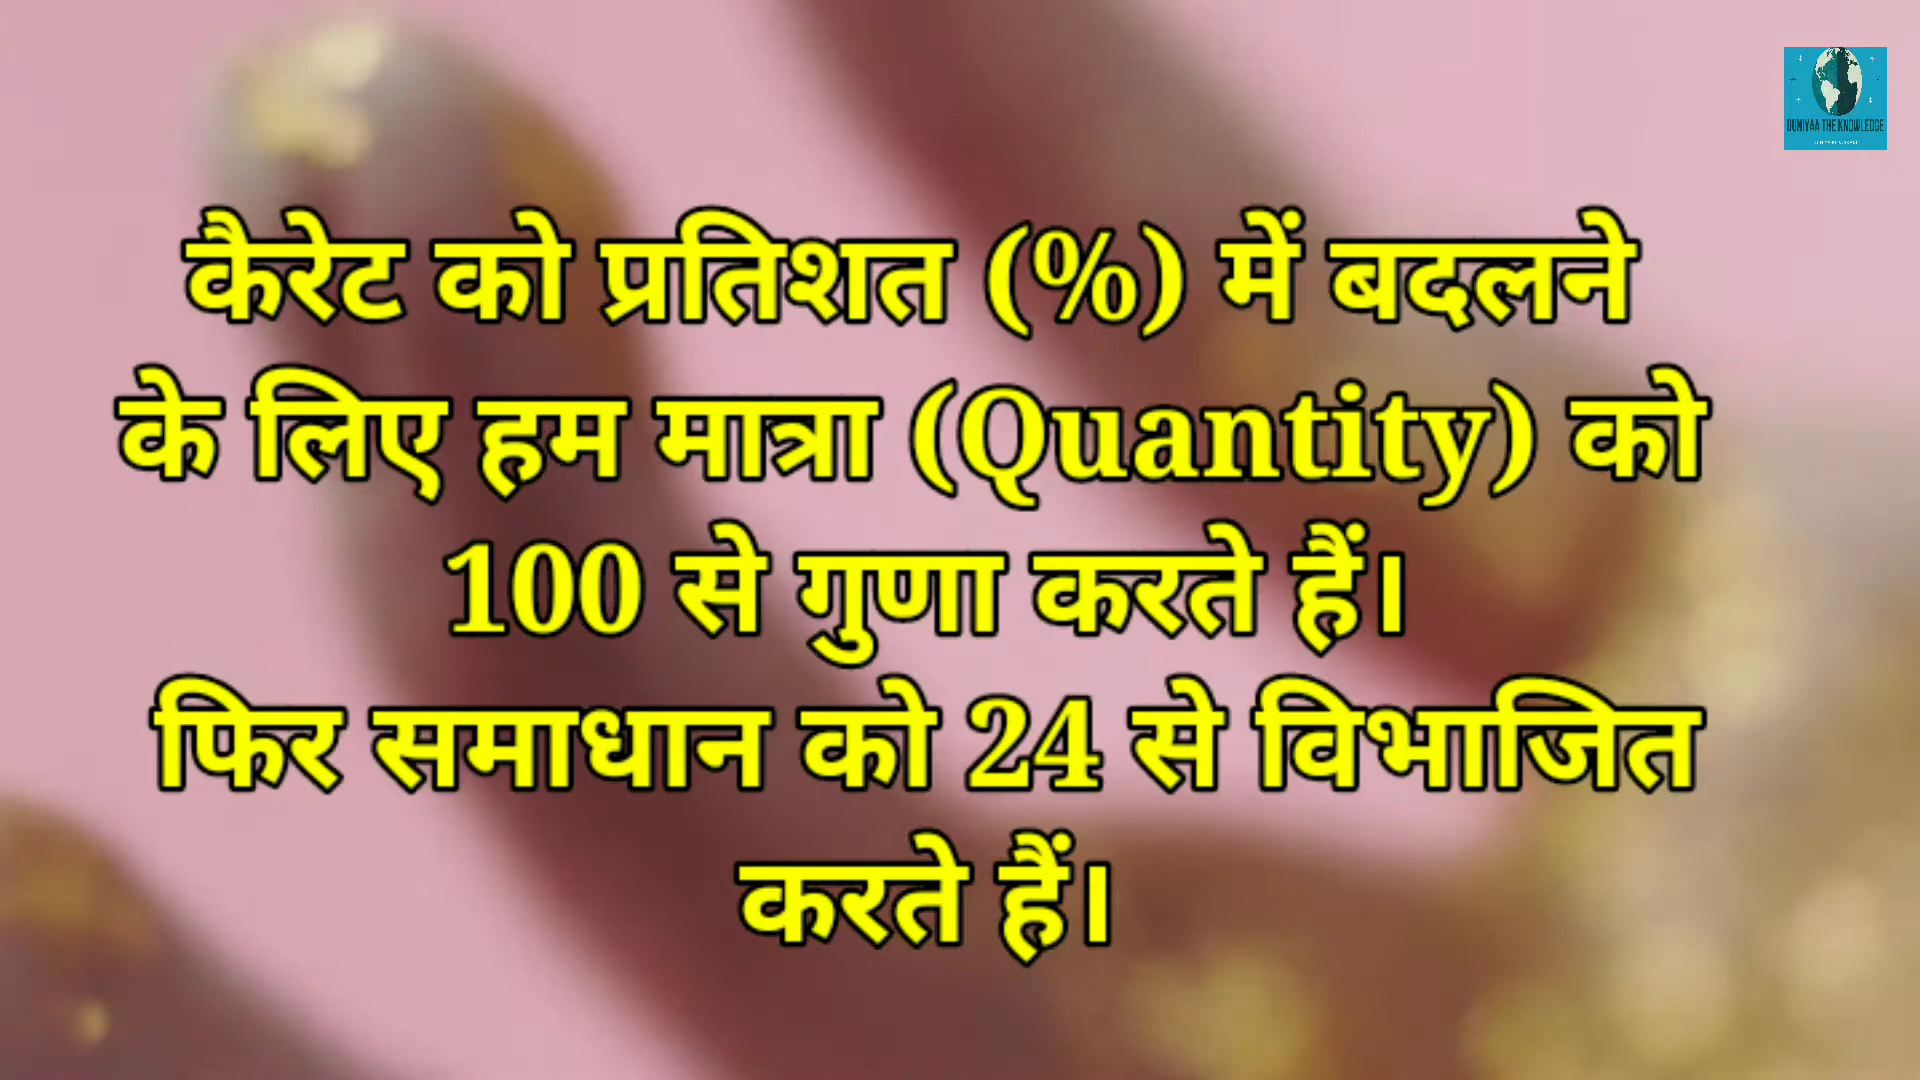 DUNIYAA THE KNOWLEDGE
कैरेट को प्रतिशत (%) में बदलने
के लिए हम मात्रा (Quantity) को
100 से गुणा करते हैं।
फिर समाधान को 24 से विभाजित
करते हैं।